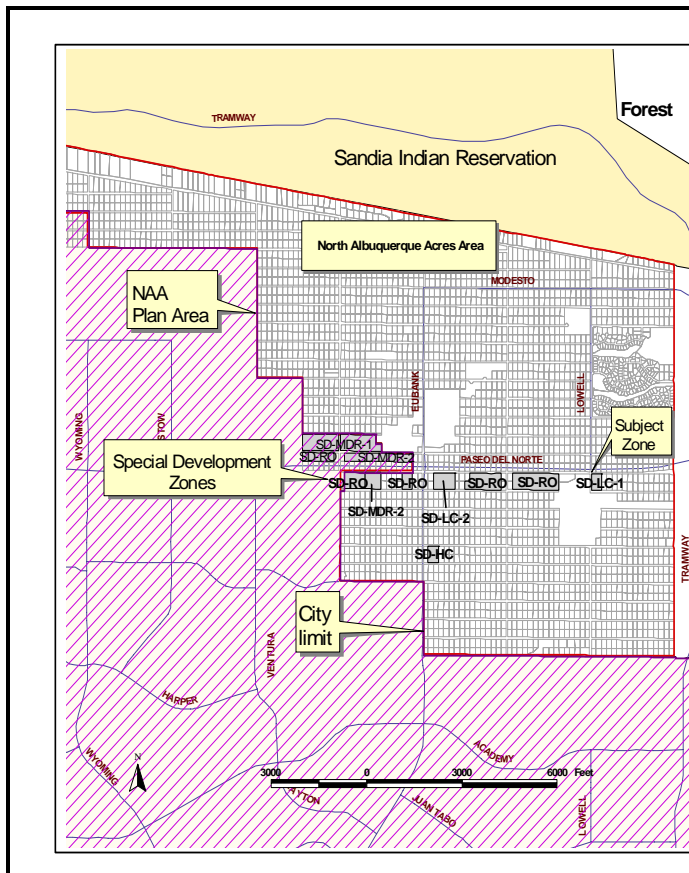 TRAMWAY
Forest
Sandia Indian Reservation
North Albuquerque Acres Area
MODESTO
NAA
Plan Area
EUBANK
LOWELL
WYOMING
STOW
Subject
Zone
SD-MDR-1
SD-RO
SD-MDR-2
PASEO DEL NORTE
Special Development
Zones
SD-RO
SD-RO
SD-RO
SD-RO
SD-LC-1
SD-MDR-2
SD-LC-2
SD-HC
TRAMWAY
City
limit
VENTURA
HARPER
WYOMING
ACADEMY
N
3000 0 3000 6000 Feet
AYTON
JUAN TABO
LOWELL